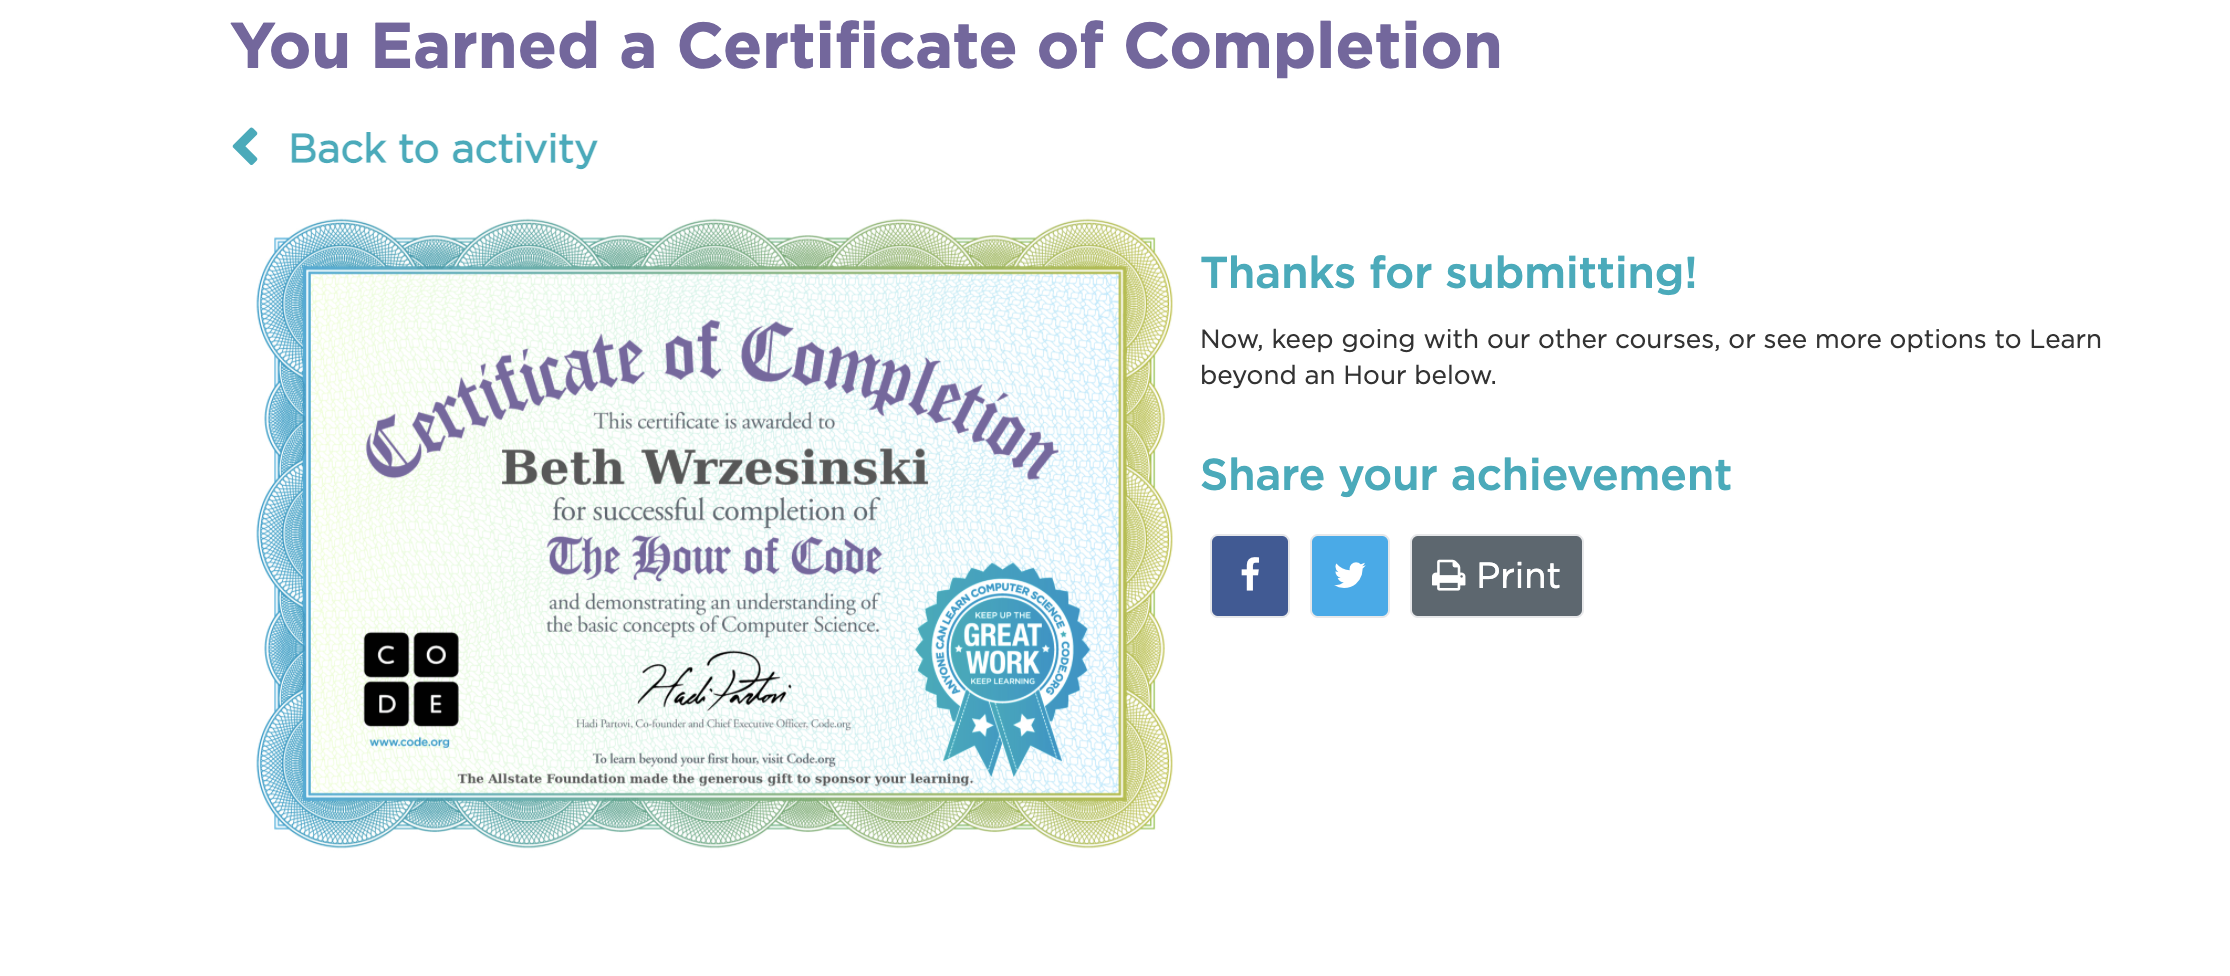 You Earned a Certificate of Completion
Back to activity
Certificate of Completion
This certificate is awarded to
Beth Wrzesinski
for successful completion of
The Hour of Code
and demonstrating an understanding of
the basic concepts of Computer Science.
C O
D E
www.code.org
Hadi Partovi
Hadi Partovi, Co-founder and Chief Executive Officer, Code.org
To learn beyond your first hour, visit Code.org
The Allstate Foundation made the generous gift to sponsor your learning.
ANYONE CAN LEARN COMPUTER SCIENCE • CODE.ORG
KEEP UP THE
GREAT
WORK
KEEP LEARNING
Thanks for submitting!
Now, keep going with our other courses, or see more options to Learn
beyond an Hour below.
Share your achievement
f
Print